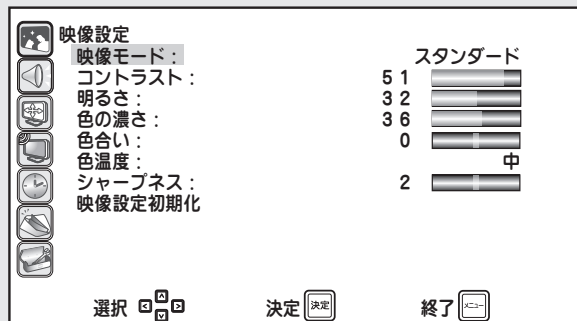 映像設定
映像モード： スタンダード
コントラスト： 51
明るさ： 32
色の濃さ： 36
色合い： 0
色温度： 中
シャープネス： 2
映像設定初期化
選択 決定 決定 終了 メニュー